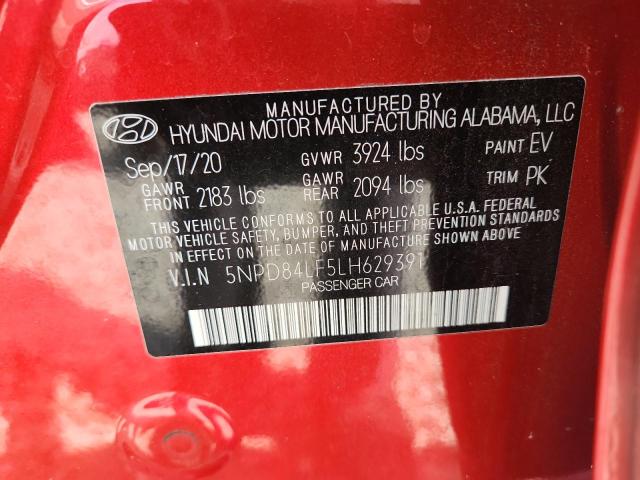 MANUFACTURED BY
HYUNDAI MOTOR MANUFACTURING ALABAMA, LLC
Sep/17/20 GVWR 3924 lbs PAINT EV
GAWR FRONT 2183 lbs GAWR REAR 2094 lbs TRIM PK
THIS VEHICLE CONFORMS TO ALL APPLICABLE U.S.A. FEDERAL
MOTOR VEHICLE SAFETY, BUMPER, AND THEFT PREVENTION STANDARDS
IN EFFECT ON THE DATE OF MANUFACTURE SHOWN ABOVE.
V.I.N 5NPD84LF5LH629391
PASSENGER CAR